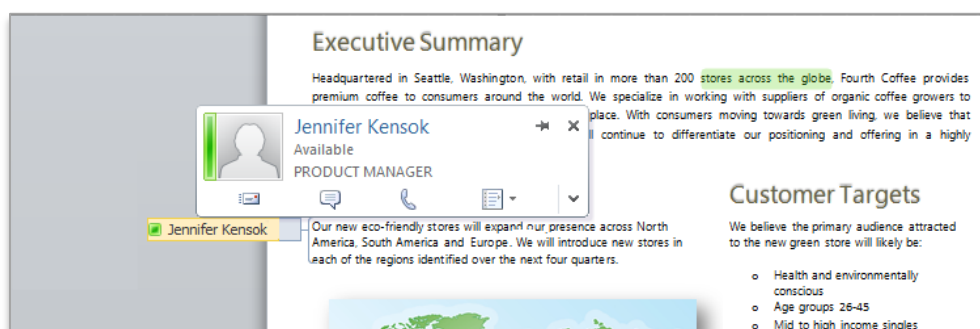 Executive Summary
Headquartered in Seattle, Washington, with retail in more than 200 stores across the globe, Fourth Coffee provides
premium coffee to consumers around the world. We specialize in working with suppliers of organic coffee growers to
place. With consumers moving towards green living, we believe that
continue to differentiate our positioning and offering in a highly
Jennifer Kensok
Available
PRODUCT MANAGER
Jennifer Kensok
Our new eco-friendly stores will expand our presence across North
America, South America and Europe. We will introduce new stores in
each of the regions identified over the next four quarters.
Customer Targets
We believe the primary audience attracted
to the new green store will likely be:
o Health and environmentally
conscious
o Age groups 26-45
o Mid to high income singles